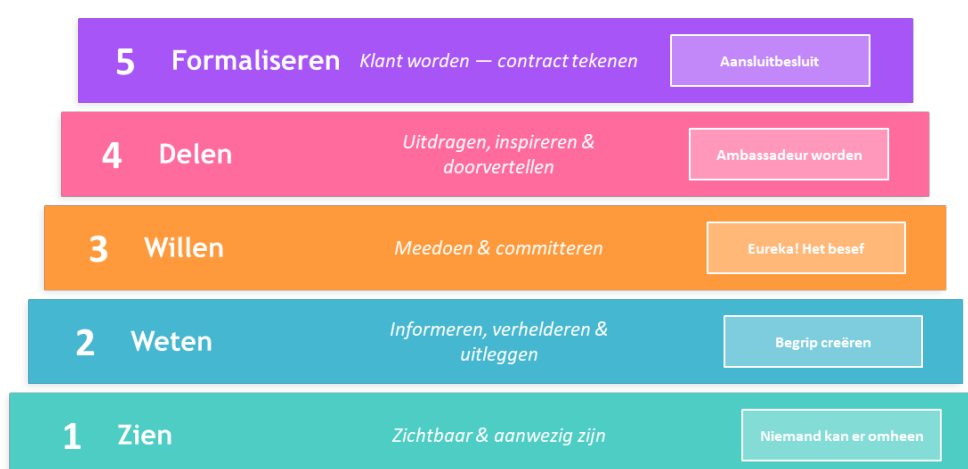 5 Formaliseren Klant worden — contract tekenen Aansluitbesluit
4 Delen Uitdragen, inspireren &
doorvertellen Ambassadeur worden
3 Willen Meedoen & committeren Eureka! Het besef
2 Weten Informeren, verhelderen &
uitleggen Begrip creëren
1 Zien Zichtbaar & aanwezig zijn Niemand kan er omheen